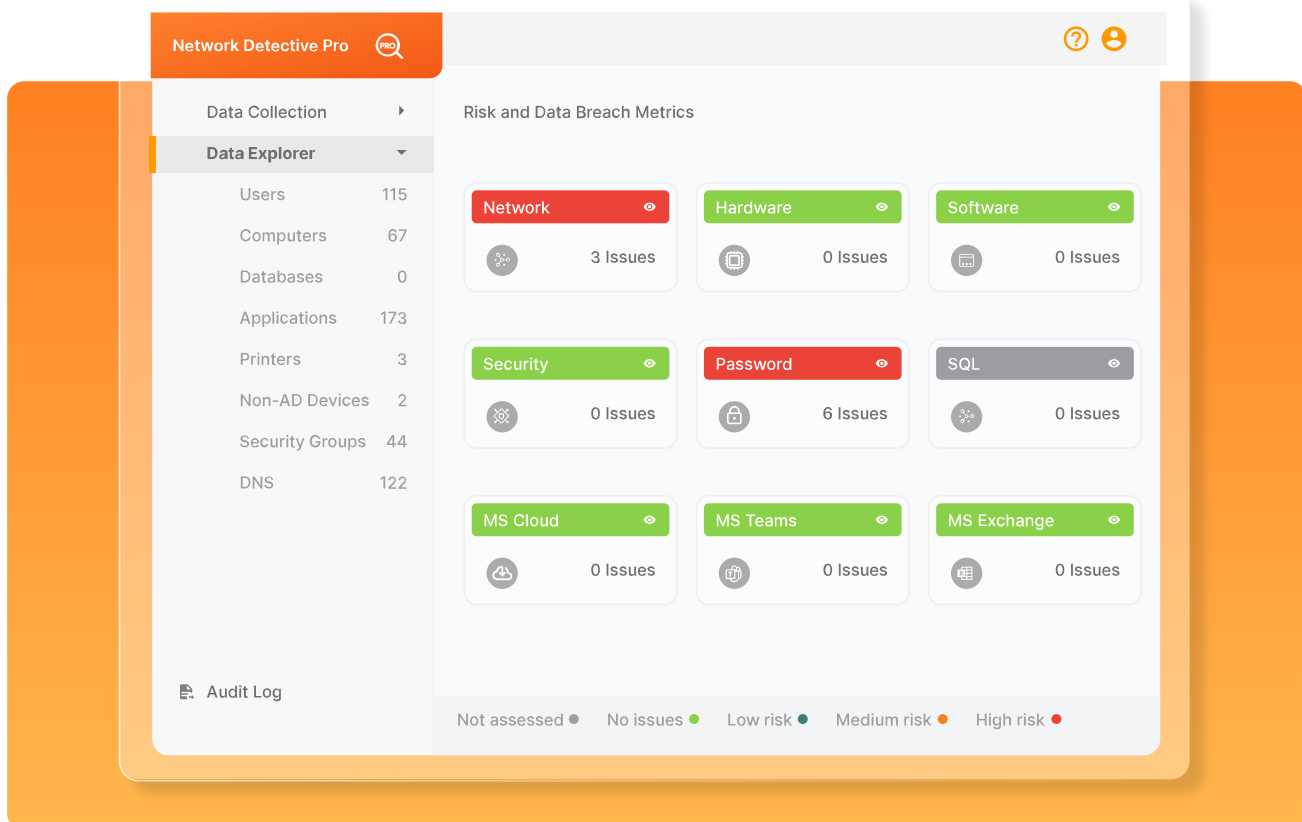 Network Detective Pro PRO
Data Collection
Data Explorer
Users 115
Computers 67
Databases 0
Applications 173
Printers 3
Non-AD Devices 2
Security Groups 44
DNS 122
Audit Log
Risk and Data Breach Metrics
Network
3 Issues
Hardware
0 Issues
Software
0 Issues
Security
0 Issues
Password
6 Issues
SQL
0 Issues
MS Cloud
0 Issues
MS Teams
0 Issues
MS Exchange
0 Issues
Not assessed No issues Low risk Medium risk High risk